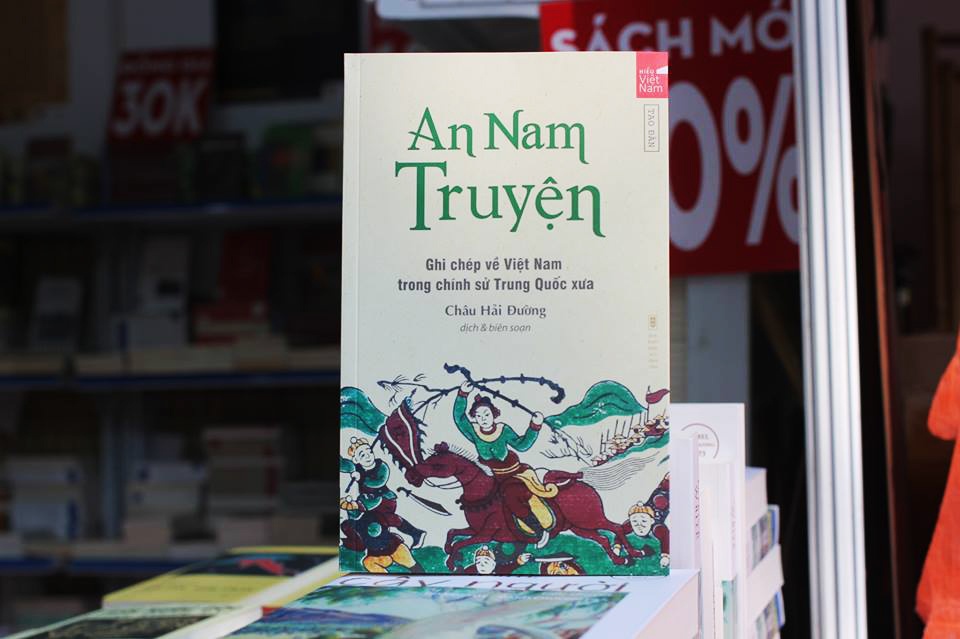 SÁCH MỚ
0%
30K
HIỂU
Việt
Nam
TAO ĐÀN
An Nam
Truyện
Ghi chép về Việt Nam
trong chính sử Trung Quốc xưa
Châu Hải Đường
dịch & biên soạn